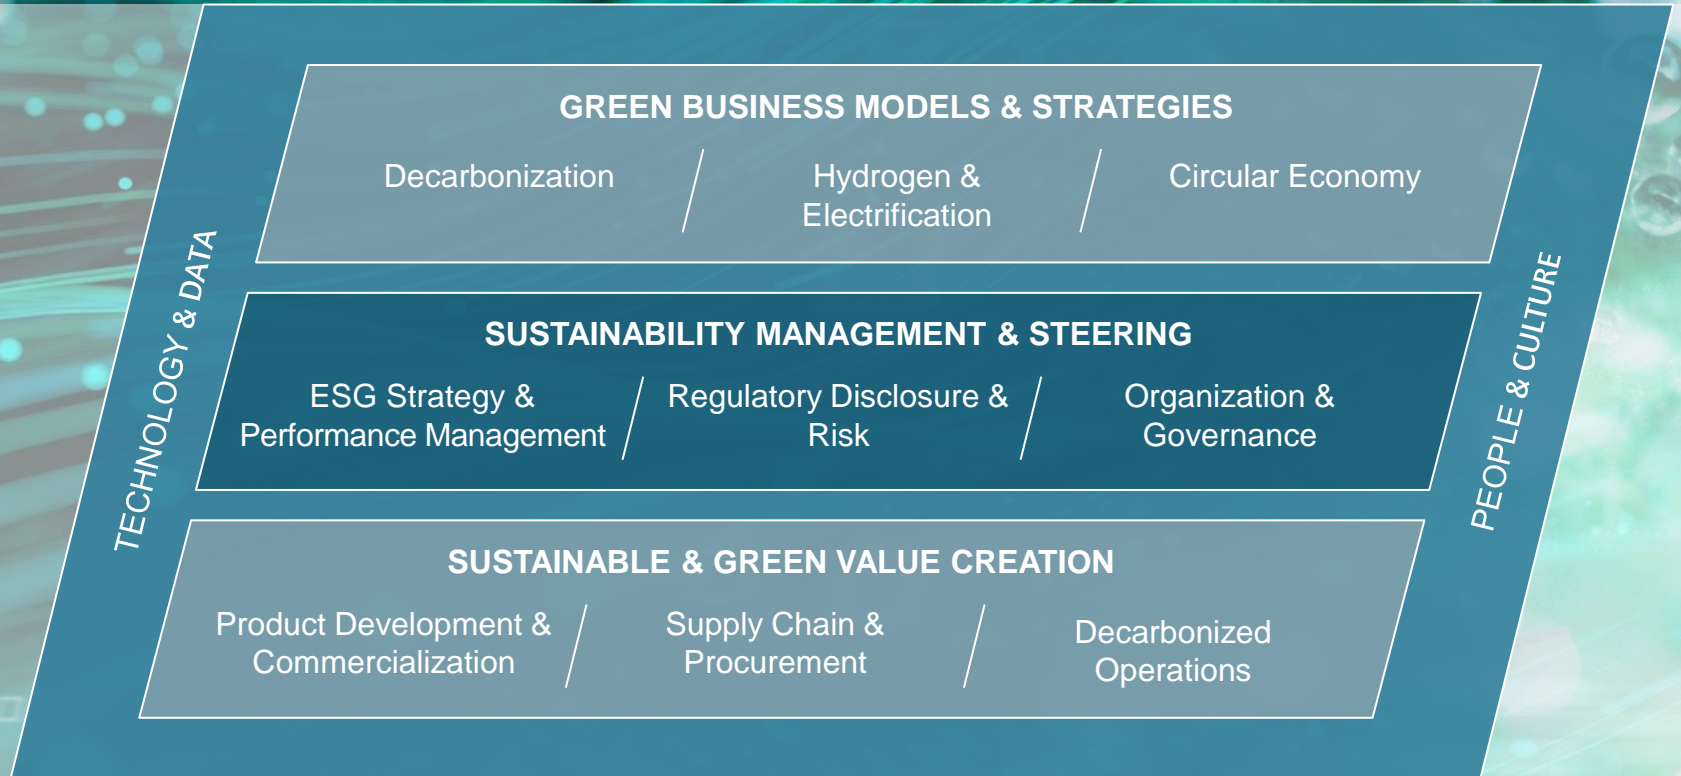 GREEN BUSINESS MODELS & STRATEGIES
Decarbonization
Hydrogen &
Electrification
Circular Economy
TECHNOLOGY & DATA
SUSTAINABILITY MANAGEMENT & STEERING
ESG Strategy &
Performance Management
Regulatory Disclosure &
Risk
Organization &
Governance
PEOPLE & CULTURE
SUSTAINABLE & GREEN VALUE CREATION
Product Development &
Commercialization
Supply Chain &
Procurement
Decarbonized
Operations